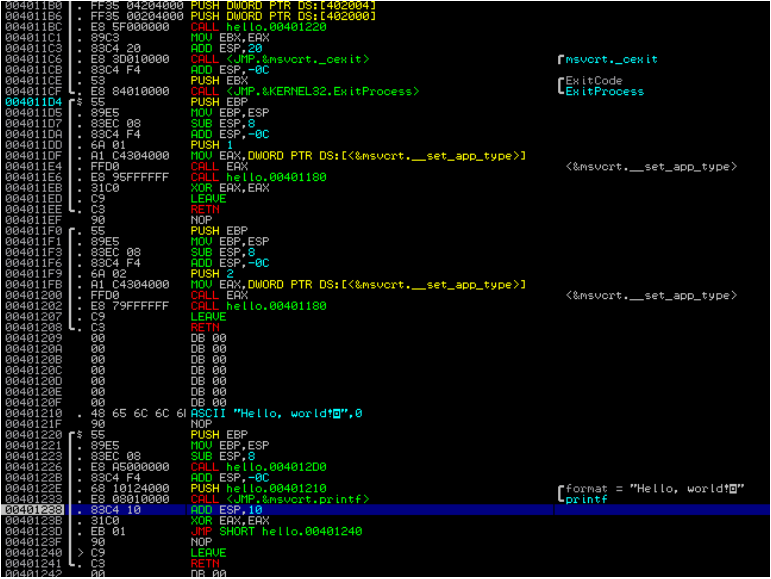 004011B0 . FF35 04204000 PUSH DWORD PTR DS:[402004]
004011B6 . FF35 00204000 PUSH DWORD PTR DS:[402000]
004011BC . E8 5F000000 CALL hello.00401220
004011C1 . 89C3 MOV EBX,EAX
004011C3 . 83C4 20 ADD ESP,20
004011C6 . E8 3D010000 CALL <JMP.&msvcrt._cexit> msvcrt._cexit
004011CB . 83C4 F4 ADD ESP,-0C
004011CE . 53 PUSH EBX ExitCode
004011CF . E8 84010000 CALL <JMP.&KERNEL32.ExitProcess> ExitProcess
004011D4 $ 55 PUSH EBP
004011D5 . 89E5 MOV EBP,ESP
004011D7 . 83EC 08 SUB ESP,8
004011DA . 83C4 F4 ADD ESP,-0C
004011DD . 6A 01 PUSH 1
004011DF . A1 C4304000 MOV EAX,DWORD PTR DS:[<&msvcrt.__set_app_type>]
004011E4 . FFD0 CALL EAX <&msvcrt.__set_app_type>
004011E6 . E8 95FFFFFF CALL hello.00401180
004011EB . 31C0 XOR EAX,EAX
004011ED . C9 LEAVE
004011EE . C3 RETN
004011EF 90 NOP
004011F0 . 55 PUSH EBP
004011F1 . 89E5 MOV EBP,ESP
004011F3 . 83EC 08 SUB ESP,8
004011F6 . 83C4 F4 ADD ESP,-0C
004011F9 . 6A 02 PUSH 2
004011FB . A1 C4304000 MOV EAX,DWORD PTR DS:[<&msvcrt.__set_app_type>]
00401200 . FFD0 CALL EAX <&msvcrt.__set_app_type>
00401202 . E8 79FFFFFF CALL hello.00401180
00401207 . C9 LEAVE
00401208 . C3 RETN
00401209 00 DB 00
0040120A 00 DB 00
0040120B 00 DB 00
0040120C 00 DB 00
0040120D 00 DB 00
0040120E 00 DB 00
0040120F 00 DB 00
00401210 . 48 65 6C 6C 6 ASCII "Hello, world!◙",0
0040121F 90 NOP
00401220 $ 55 PUSH EBP
00401221 . 89E5 MOV EBP,ESP
00401223 . 83EC 08 SUB ESP,8
00401226 . E8 A5000000 CALL hello.004012D0
0040122B . 83C4 F4 ADD ESP,-0C
0040122E . 68 10124000 PUSH hello.00401210 format = "Hello, world!◙"
00401233 . E8 08010000 CALL <JMP.&msvcrt.printf> printf
00401238 . 83C4 10 ADD ESP,10
0040123B . 31C0 XOR EAX,EAX
0040123D . EB 01 JMP SHORT hello.00401240
0040123F 90 NOP
00401240 > C9 LEAVE
00401241 . C3 RETN
00401242 00 DB 00